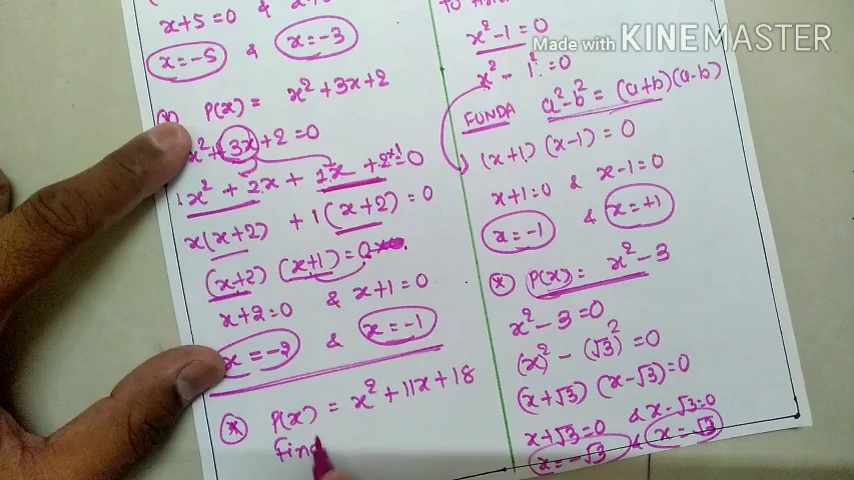 x+5=0 &
x=-5 & x=-3
P(x) = x²+3x+2
x²+3x+2=0
1x²+2x+1x+2×1=0
x(x+2) +1(x+2)=0
(x+2) (x+1)=0
x+2=0 & x+1=0
x=-2 & x=-1
P(x) = x²+11x+18
find
x²-1=0
x²-1²=0
FUNDA a²-b²=(a+b)(a-b)
(x+1) (x-1)=0
x+1=0 & x-1=0
x=-1 & x=+1
P(x)= x²-3
x²-3=0
(x)²-(√3)²=0
(x+√3) (x-√3)=0
x+√3=0 & x-√3=0
x=-√3 & x=√3
Made with KINEMASTER